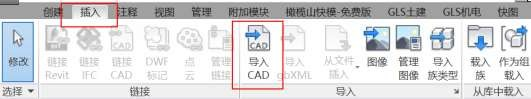 创建 插入 注释 视图 管理 附加模块 橄榄山快模-免费版 GLS土建 GLS机电 快图
修改 链接 链接 链接 DWF 点 管理 导入 导入 从文件 图像 管理 导入 载入 作为组
Revit IFC CAD 标记 云 链接 CAD gbXML 插入 图像 族类型 族 载入
选择 链接 导入 从库中载入